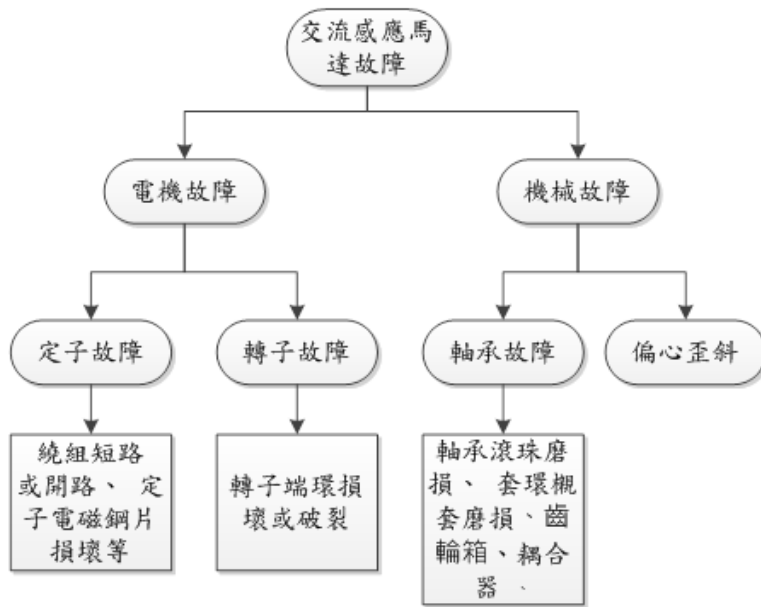 交流感應馬
達故障
電機故障
機械故障
定子故障
轉子故障
軸承故障
偏心歪斜
繞組短路
或開路、 定
子電磁鋼片
損壞等
轉子端環損
壞或破裂
軸承滾珠磨
損、 套環襯
套磨損、齒
輪箱、耦合
器 、